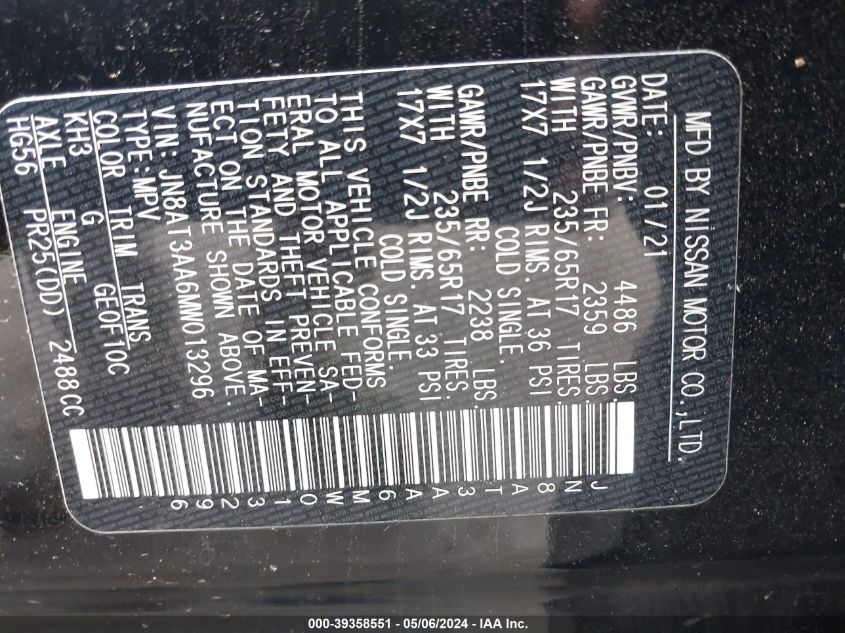 MFD BY NISSAN MOTOR CO.,LTD.
DATE: 01/21
GVWR/PNBV: 4486 LBS
GAWR/PNBE FR: 2359 LBS
WITH 235/65R17 TIRES,
17X7 1/2J RIMS. AT 36 PSI
COLD SINGLE.
GAWR/PNBE RR: 2238 LBS.
WITH 235/65R17 TIRES,
17X7 1/2J RIMS. AT 33 PSI
COLD SINGLE.
THIS VEHICLE CONFORMS
TO ALL APPLICABLE FED-
ERAL MOTOR VEHICLE SA-
FETY AND THEFT PREVEN-
TION STANDARDS IN EFF-
ECT ON THE DATE OF MA-
NUFACTURE SHOWN ABOVE.
VIN: JN8AT3AA6MW013296
TYPE: MPV
COLOR TRIM TRANS
KH3 G GE0F10C
AXLE ENGINE
HG56 PR25(DD) 2488CC
JN8AT3AA6MW013296
000-39358551 - 05/06/2024 - IAA Inc.